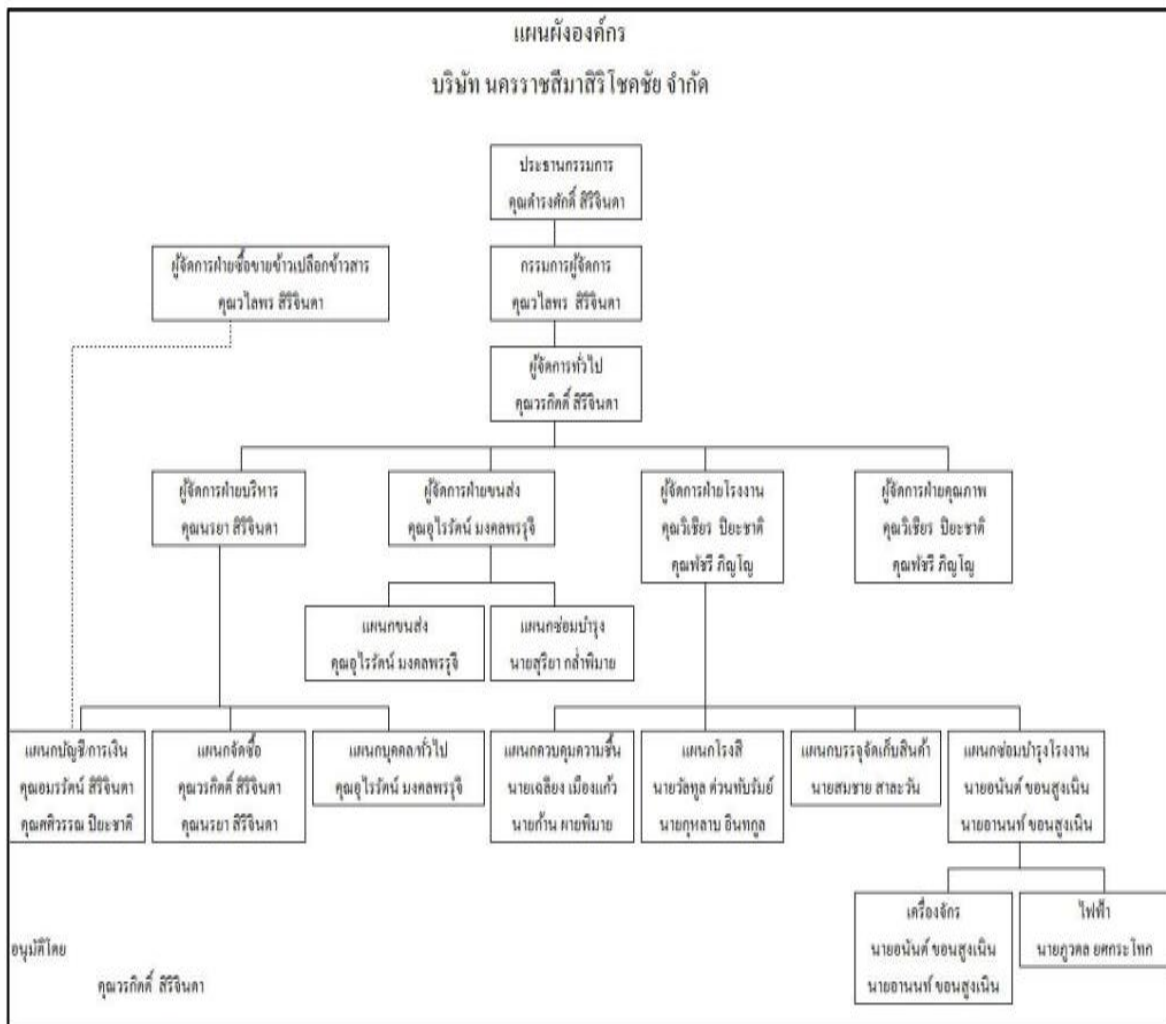 แผนผังองค์กร
บริษัท นครราชสีมาสิริโชคชัย จำกัด
ประธานกรรมการ
คุณดำรงศักดิ์ สิริจินดา
ผู้จัดการฝ่ายซื้อขายข้าวเปลือกข้าวสาร
คุณวไลพร สิริจินดา
กรรมการผู้จัดการ
คุณวไลพร สิริจินดา
ผู้จัดการทั่วไป
คุณวรกิตติ์ สิริจินดา
ผู้จัดการฝ่ายบริหาร
คุณนรยา สิริจินดา
ผู้จัดการฝ่ายขนส่ง
คุณอุไรรัตน์ มงคลพรรุจี
ผู้จัดการฝ่ายโรงงาน
คุณวิเชียร ปิยะชาติ
คุณพัชรี ภิญโญ
ผู้จัดการฝ่ายคุณภาพ
คุณวิเชียร ปิยะชาติ
คุณพัชรี ภิญโญ
แผนกขนส่ง
คุณอุไรรัตน์ มงคลพรรุจี
แผนกซ่อมบำรุง
นายสุริยา กล่ำพิมาย
แผนกบัญชี/การเงิน
คุณอมรรัตน์ สิริจินดา
คุณศศิวรรณ ปิยะชาติ
แผนกจัดซื้อ
คุณวรกิตติ์ สิริจินดา
คุณนรยา สิริจินดา
แผนกบุคคล/ทั่วไป
คุณอุไรรัตน์ มงคลพรรุจี
แผนกควบคุมความชื้น
นายเฉลียง เมืองแก้ว
นายก้าน ผายพิมาย
แผนกโรงสี
นายวัลทูล ด่วนทับรัมย์
นายกุหลาบ อินทกูล
แผนกบรรจุจัดเก็บสินค้า
นายสมชาย สาละวัน
แผนกซ่อมบำรุงโรงงาน
นายอนันต์ ขอนสูงเนิน
นายอานนท์ ขอนสูงเนิน
เครื่องจักร
นายอนันต์ ขอนสูงเนิน
นายอานนท์ ขอนสูงเนิน
ไฟฟ้า
นายภูวดล ยศกระโทก
อนุมัติโดย
คุณวรกิตติ์ สิริจินดา